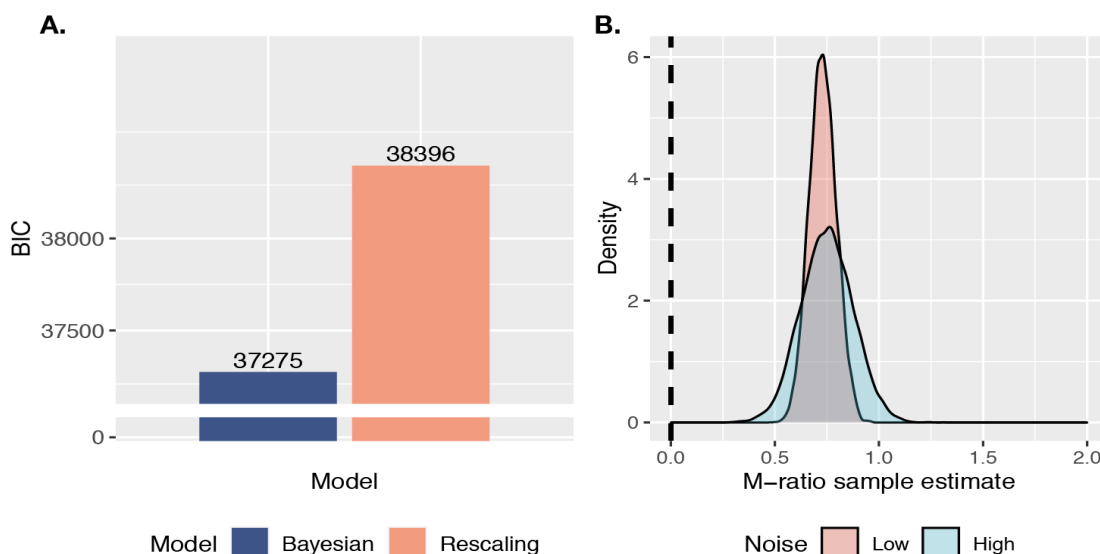 A.
BIC
38000
37500
0
37275
38396
Model
Model Bayesian Rescaling
B.
Density
6
4
2
0
0.0 0.5 1.0 1.5 2.0
M-ratio sample estimate
Noise Low High